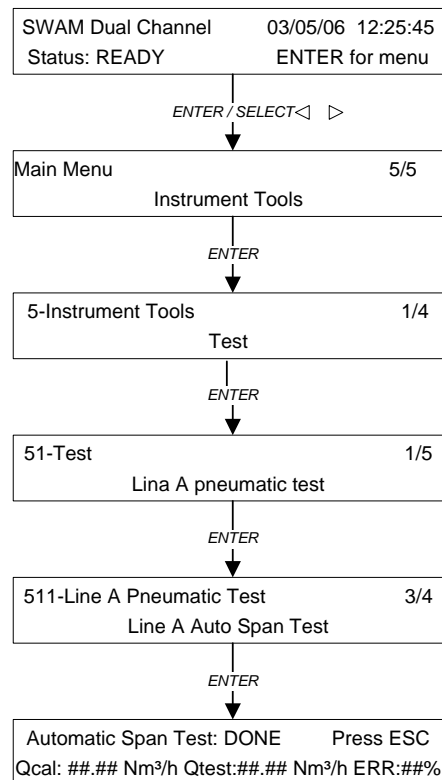 SWAM Dual Channel 03/05/06 12:25:45
Status: READY ENTER for menu
ENTER / SELECT◁ ▷
Main Menu 5/5
Instrument Tools
ENTER
5-Instrument Tools 1/4
Test
ENTER
51-Test 1/5
Lina A pneumatic test
ENTER
511-Line A Pneumatic Test 3/4
Line A Auto Span Test
ENTER
Automatic Span Test: DONE Press ESC
Qcal: ##.## Nm³/h Qtest:##.## Nm³/h ERR:##%